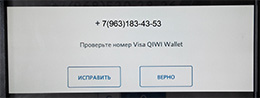 + 7(963)183-43-53
Проверьте номер Visa QIWI Wallet
ИСПРАВИТЬ ВЕРНО